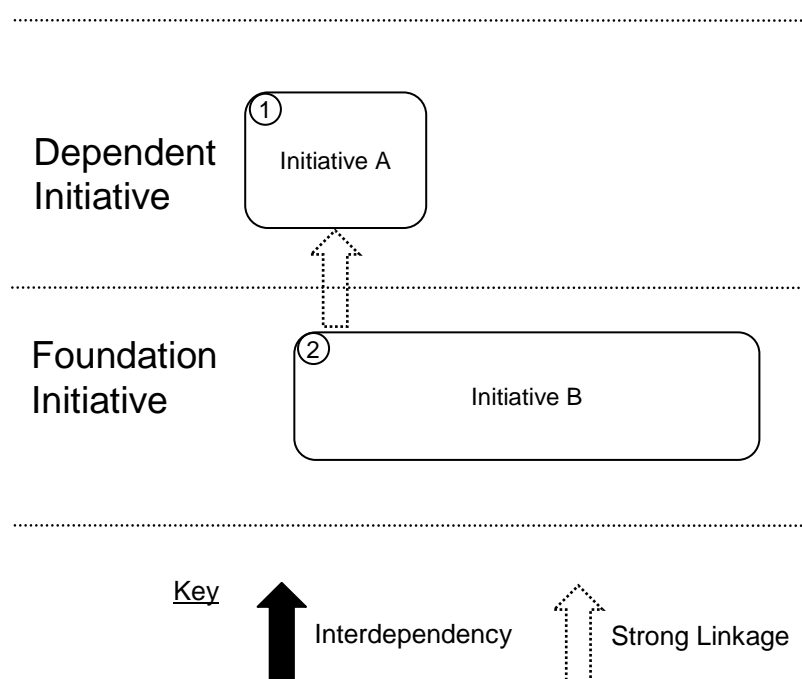 1
Initiative A
Dependent
Initiative
2
Initiative B
Foundation
Initiative
Key
Interdependency
Strong Linkage